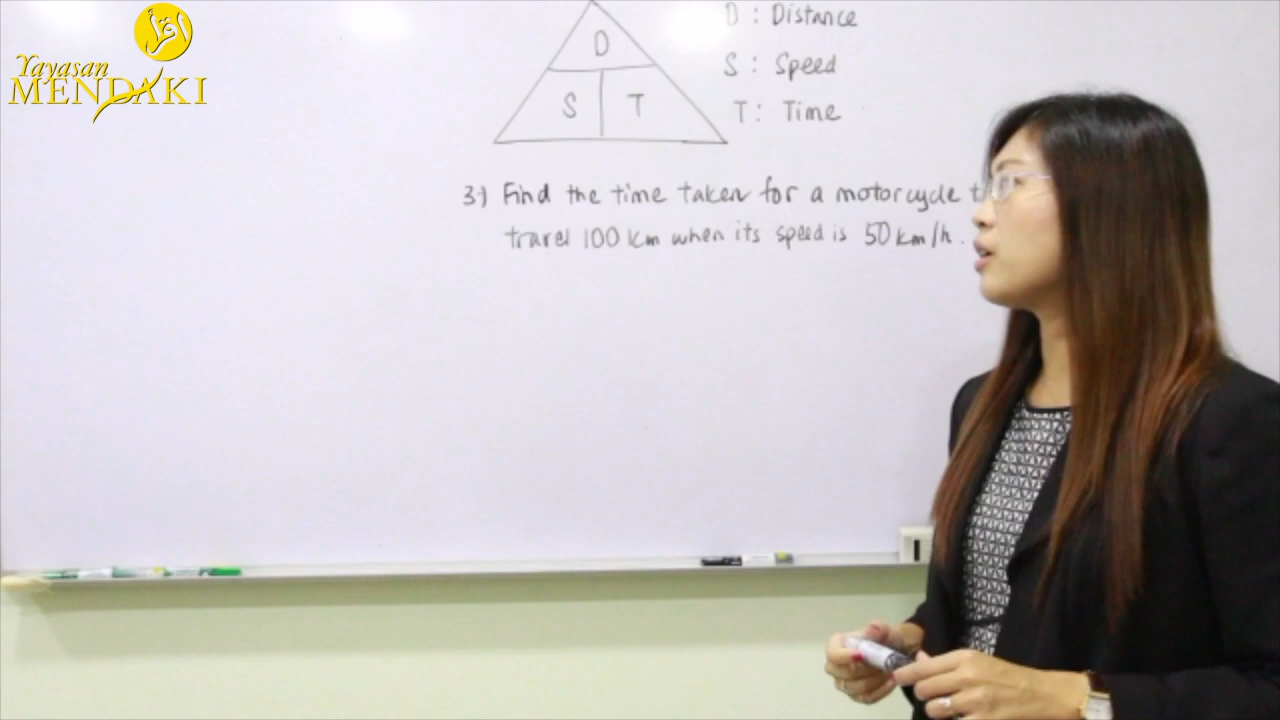 Yayasan
MENDAKI
اقرأ
D
S T
D : Distance
S : Speed
T : Time
3) Find the time taken for a motorcycle
travel 100 km when its speed is 50 km/h.